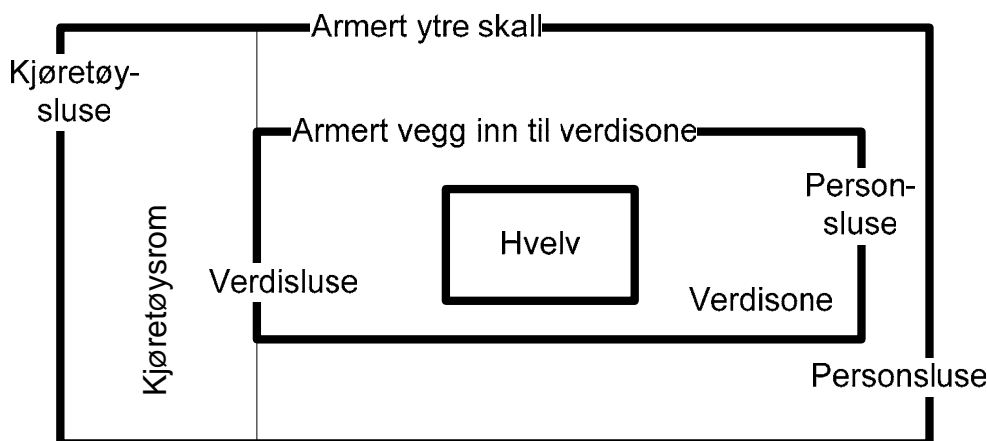 Armert ytre skall
Kjøretøy-
sluse
Armert vegg inn til verdisone
Person-
sluse
Hvelv
Verdisluse
Verdisone
Kjøretøysrom
Personsluse